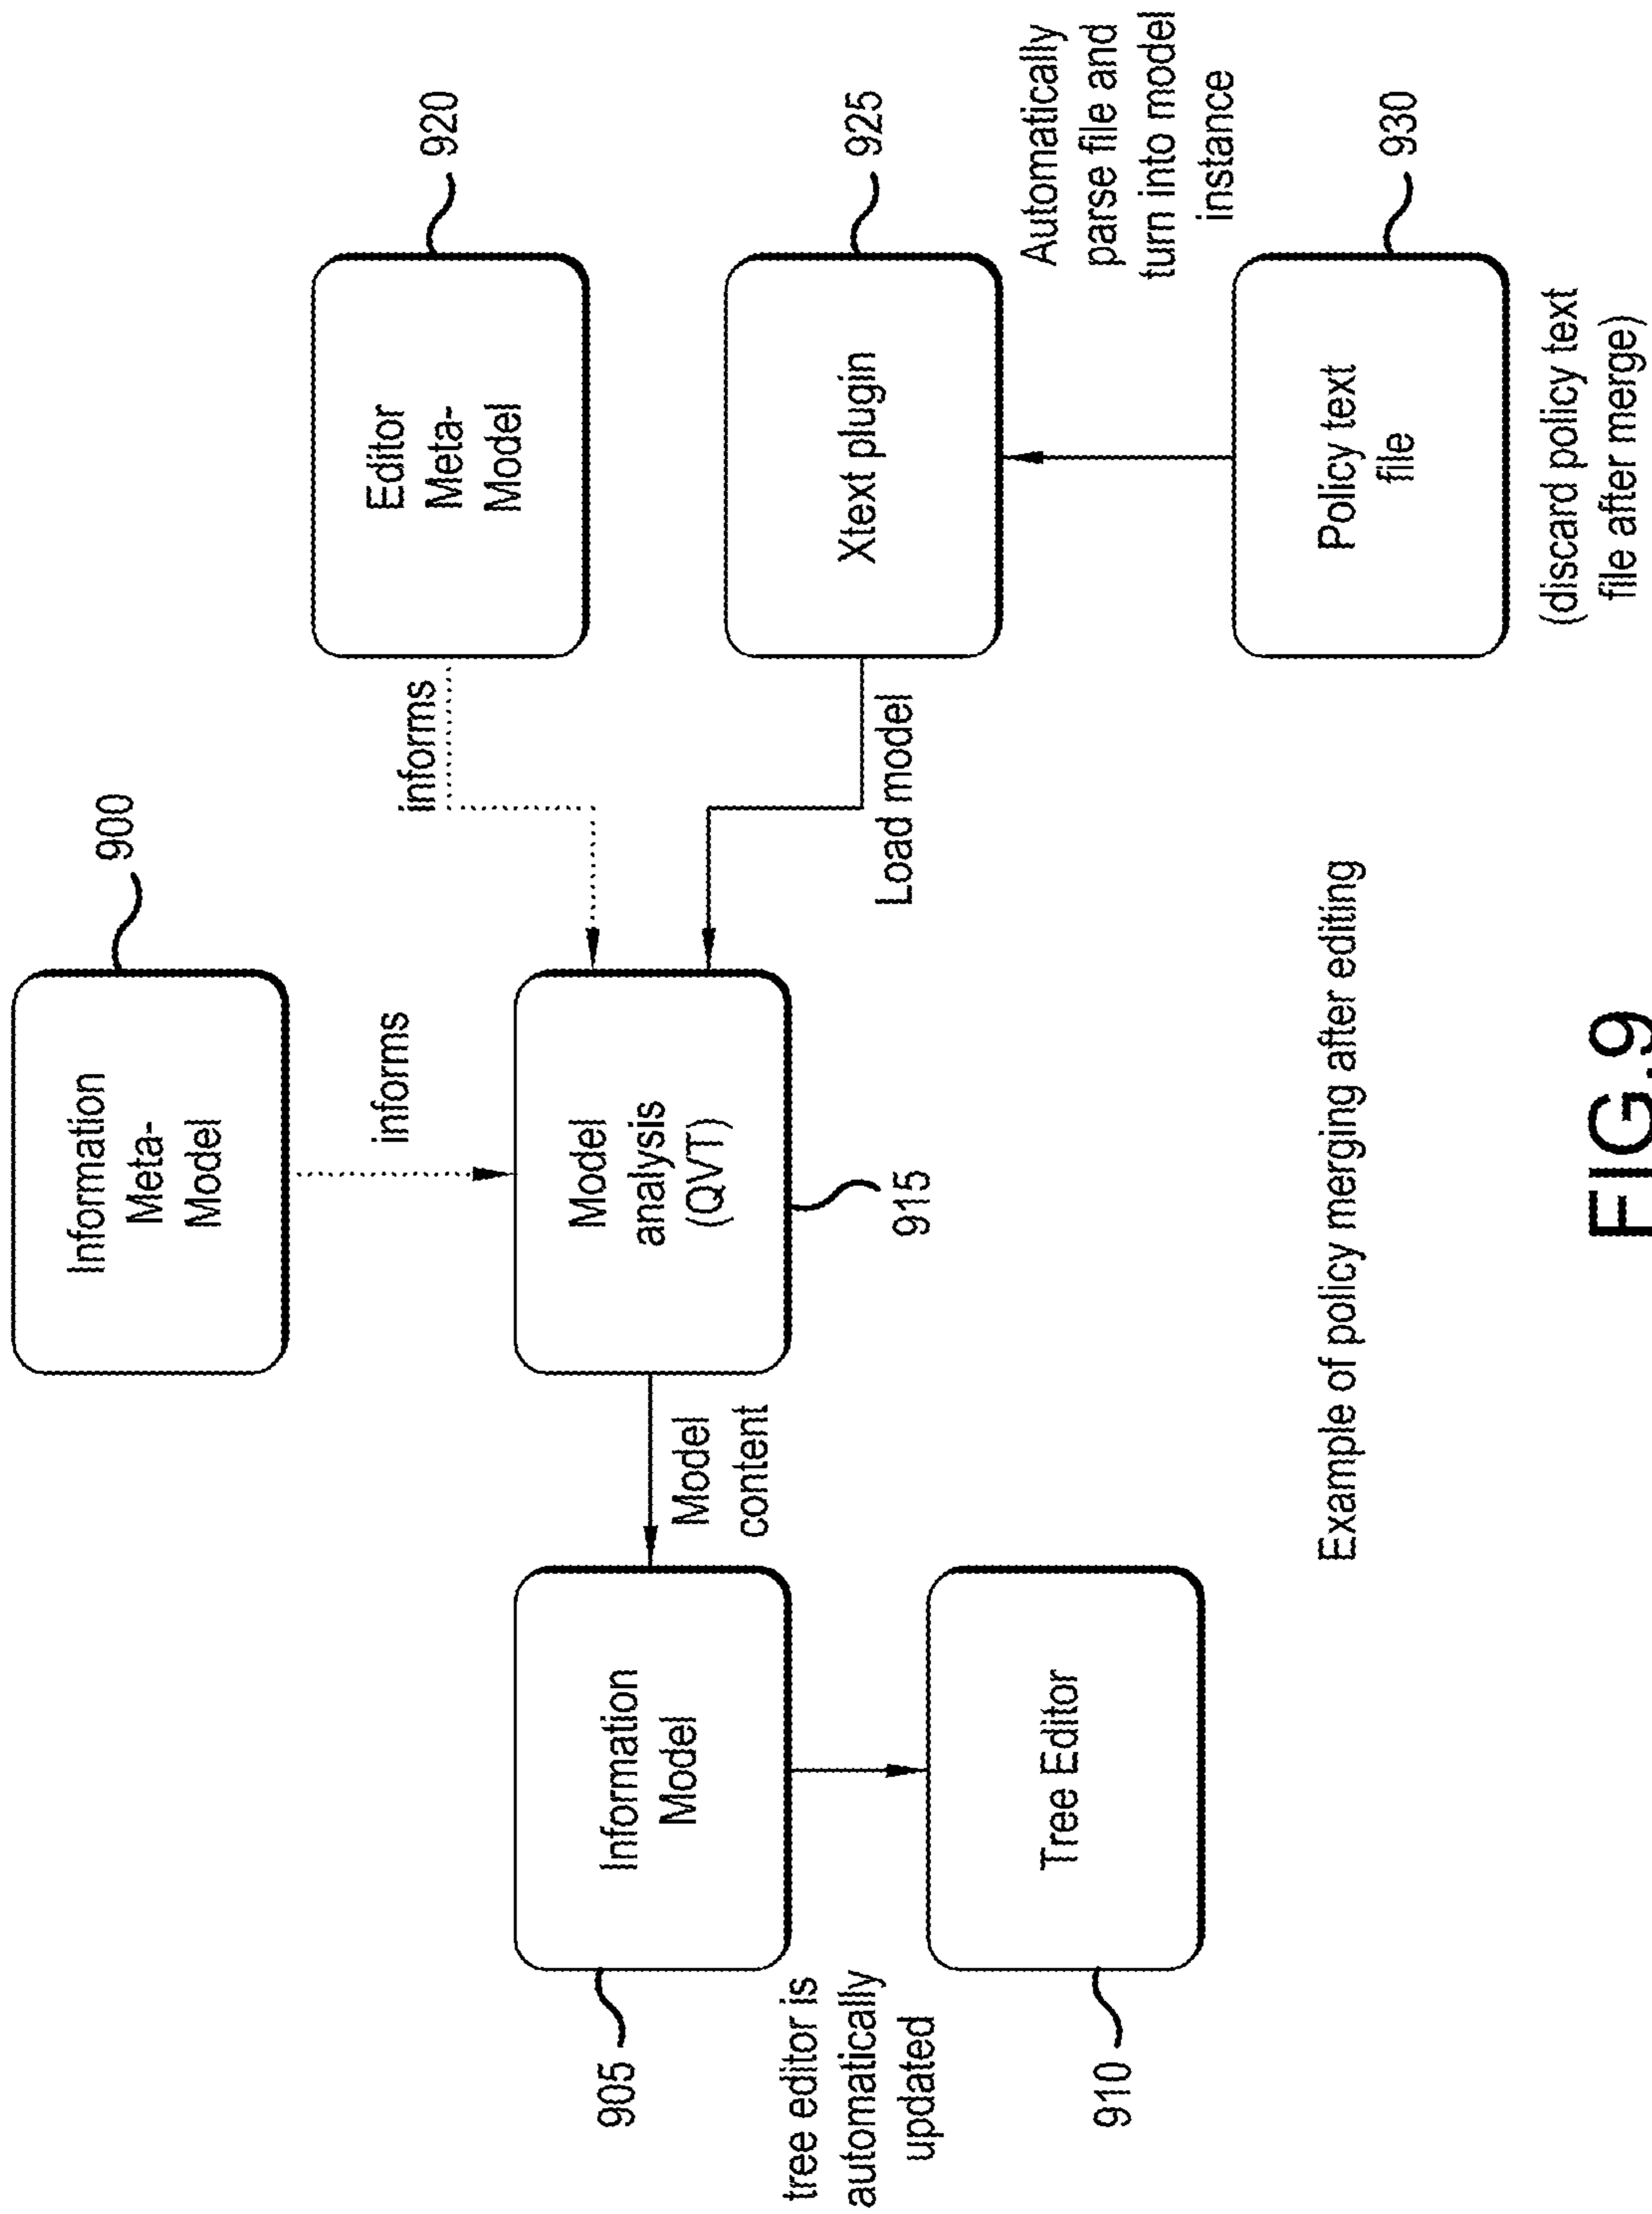 900
Information
Meta-
Model
informs
920
Editor
Meta-
Model
informs
905
Information
Model
Model
content
Model
analysis
(QVT)
915
Load model
925
Xtext plugin
tree editor is
automatically
updated
Automatically
parse file and
turn into model
instance
910
Tree Editor
930
Policy text
file
(discard policy text
file after merge)
Example of policy merging after editing
FIG.9